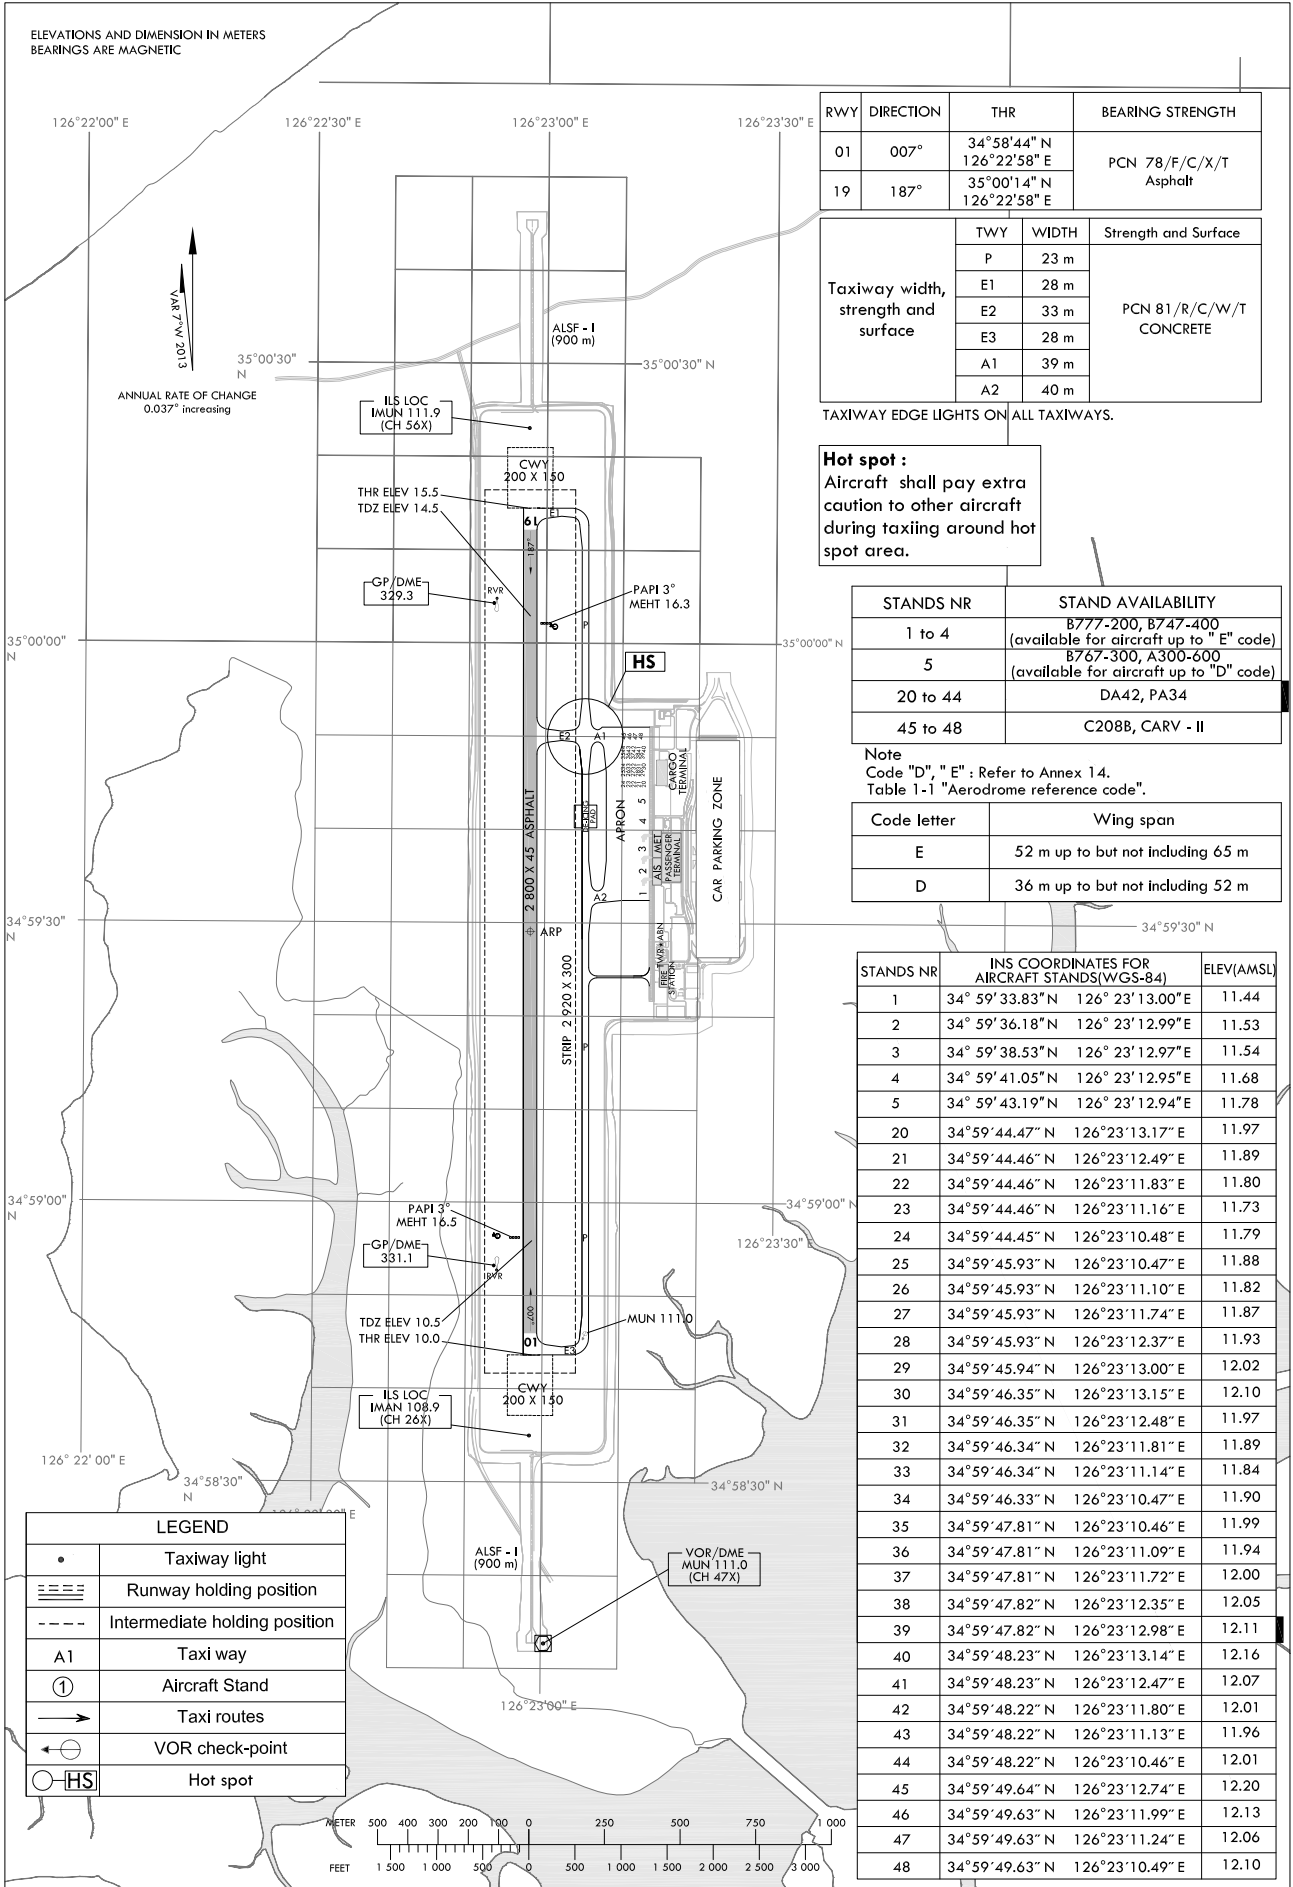 ELEVATIONS AND DIMENSION IN METERS
BEARINGS ARE MAGNETIC
126°22'00" E
126°22'30" E
126°23'00" E
126°23'30" E
RWY DIRECTION THR BEARING STRENGTH
01 007° 34°58'44" N 126°22'58" E
19 187° 35°00'14" N 126°22'58" E
PCN 78/F/C/X/T
Asphalt
TWY WIDTH Strength and Surface
Taxiway width,
strength and
surface
P 23 m
E1 28 m
E2 33 m
E3 28 m
A1 39 m
A2 40 m
PCN 81/R/C/W/T
CONCRETE
TAXIWAY EDGE LIGHTS ON ALL TAXIWAYS.
Hot spot :
Aircraft shall pay extra
caution to other aircraft
during taxiing around hot
spot area.
STANDS NR STAND AVAILABILITY
1 to 4 B777-200, B747-400
(available for aircraft up to " E" code)
5 B767-300, A300-600
(available for aircraft up to "D" code)
20 to 44 DA42, PA34
45 to 48 C208B, CARV - II
Note
Code "D", " E" : Refer to Annex 14.
Table 1-1 "Aerodrome reference code".
Code letter Wing span
E 52 m up to but not including 65 m
D 36 m up to but not including 52 m
VAR 7°W 2013
ANNUAL RATE OF CHANGE
0.037° increasing
35°00'30"
N
35°00'30" N
ALSF - I
(900 m)
ILS LOC
IMUN 111.9
(CH 56X)
CWY
200 X 150
THR ELEV 15.5
TDZ ELEV 14.5
19
E1
187°
GP/DME
329.3
RVR
PAPI 3°
MEHT 16.3
P
35°00'00"
N
35°00'00" N
HS
E2
A1
CARGO
TERMINAL
CAR PARKING ZONE
DE-ICING
PAD
APRON
1 2 3 4 5
AIS MET
PASSENGER
TERMINAL
2 800 X 45 ASPHALT
A2
34°59'30"
N
34°59'30" N
ARP
TWR ABN
FIRE
STATION
STRIP 2 920 X 300
P
34°59'00"
N
34°59'00" N
126°23'30" E
PAPI 3°
MEHT 16.5
GP/DME
331.1
RVR
P
TDZ ELEV 10.5
THR ELEV 10.0
007°
01
E3
MUN 111.0
CWY
200 X 150
ILS LOC
IMAN 108.9
(CH 26X)
126° 22' 00" E
34°58'30"
N
34°58'30" N
ALSF - I
(900 m)
VOR/DME
MUN 111.0
(CH 47X)
126°23'00" E
STANDS NR INS COORDINATES FOR AIRCRAFT STANDS(WGS-84) ELEV(AMSL)
1 34° 59'33.83"N 126° 23'13.00"E 11.44
2 34° 59'36.18"N 126° 23'12.99"E 11.53
3 34° 59'38.53"N 126° 23'12.97"E 11.54
4 34° 59'41.05"N 126° 23'12.95"E 11.68
5 34° 59'43.19"N 126° 23'12.94"E 11.78
20 34°59'44.47" N 126°23'13.17" E 11.97
21 34°59'44.46" N 126°23'12.49" E 11.89
22 34°59'44.46" N 126°23'11.83" E 11.80
23 34°59'44.46" N 126°23'11.16" E 11.73
24 34°59'44.45" N 126°23'10.48" E 11.79
25 34°59'45.93" N 126°23'10.47" E 11.88
26 34°59'45.93" N 126°23'11.10" E 11.82
27 34°59'45.93" N 126°23'11.74" E 11.87
28 34°59'45.93" N 126°23'12.37" E 11.93
29 34°59'45.94" N 126°23'13.00" E 12.02
30 34°59'46.35" N 126°23'13.15" E 12.10
31 34°59'46.35" N 126°23'12.48" E 11.97
32 34°59'46.34" N 126°23'11.81" E 11.89
33 34°59'46.34" N 126°23'11.14" E 11.84
34 34°59'46.33" N 126°23'10.47" E 11.90
35 34°59'47.81" N 126°23'10.46" E 11.99
36 34°59'47.81" N 126°23'11.09" E 11.94
37 34°59'47.81" N 126°23'11.72" E 12.00
38 34°59'47.82" N 126°23'12.35" E 12.05
39 34°59'47.82" N 126°23'12.98" E 12.11
40 34°59'48.23" N 126°23'13.14" E 12.16
41 34°59'48.23" N 126°23'12.47" E 12.07
42 34°59'48.22" N 126°23'11.80" E 12.01
43 34°59'48.22" N 126°23'11.13" E 11.96
44 34°59'48.22" N 126°23'10.46" E 12.01
45 34°59'49.64" N 126°23'12.74" E 12.20
46 34°59'49.63" N 126°23'11.99" E 12.13
47 34°59'49.63" N 126°23'11.24" E 12.06
48 34°59'49.63" N 126°23'10.49" E 12.10
LEGEND
Taxiway light
Runway holding position
Intermediate holding position
A1 Taxi way
1 Aircraft Stand
Taxi routes
VOR check-point
HS Hot spot
METER 500 400 300 200 100 0 250 500 750 1 000
FEET 1 500 1 000 500 0 500 1 000 1 500 2 000 2 500 3 000